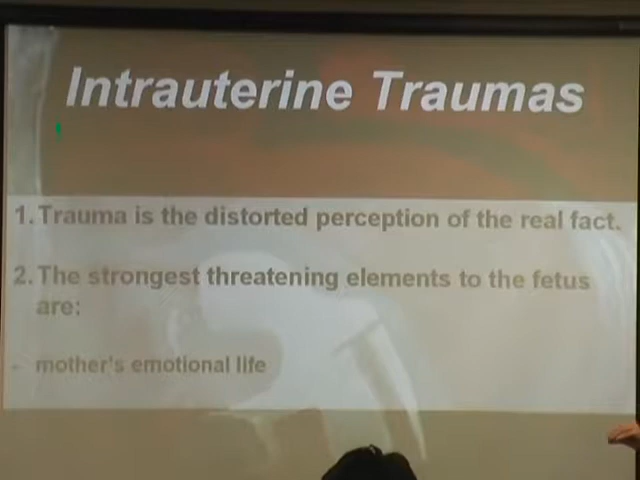 Intrauterine Traumas
1. Trauma is the distorted perception of the real fact.
2. The strongest threatening elements to the fetus
are:
- mother's emotional life